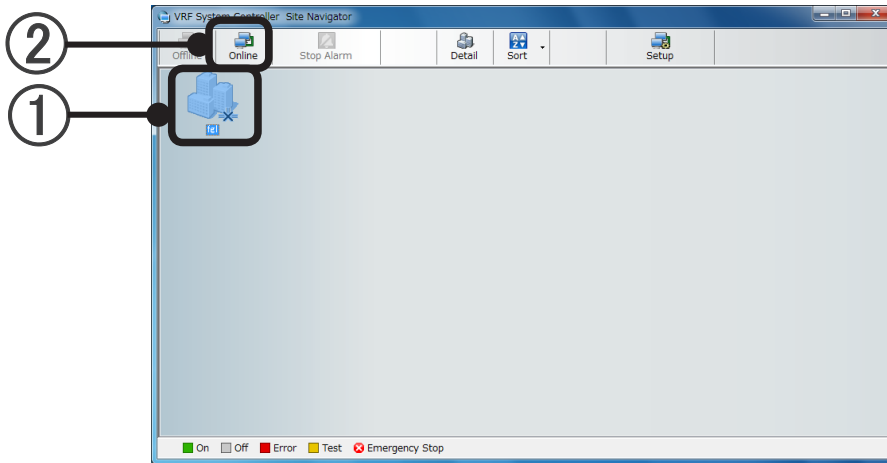 VRF System Controller Site Navigator
②
Offline Online Stop Alarm Detail Sort Setup
①
fel
On Off Error Test Emergency Stop